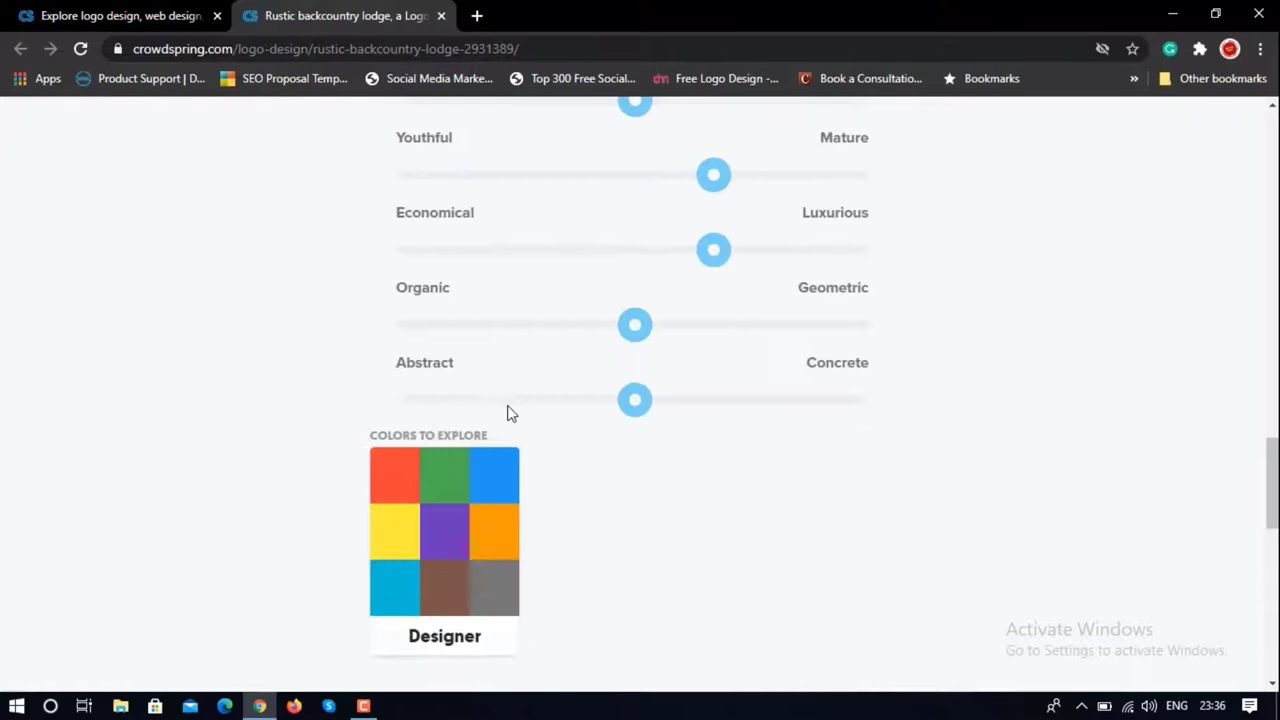 Explore logo design, web design,
Rustic backcountry lodge, a Logo
crowdspring.com/logo-design/rustic-backcountry-lodge-2931389/
Apps
Product Support | D...
SEO Proposal Temp...
Social Media Marke...
Top 300 Free Social...
Free Logo Design -...
Book a Consultatio...
Bookmarks
Other bookmarks
Youthful
Mature
Economical
Luxurious
Organic
Geometric
Abstract
Concrete
COLORS TO EXPLORE
Designer
Activate Windows
Go to Settings to activate Windows.
ENG
23:36